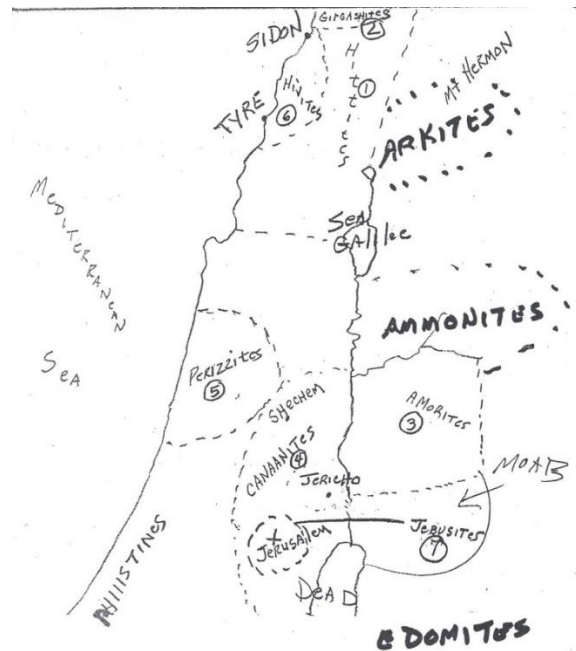 GIRGASHITES
②
SIDON
Hittites
①
Mt HERMON
Hivites
⑥
TYRE
ARKITES
MEDITERRANEAN
SeA
SeA
GAlilee
AMMONITES
PERIZZITES
⑤
SheChem
AMORITES
③
CANAANITES
④
JERICHO
MOAB
JERUSAlEM
JEBUSITES
⑦
DeAD
PHIlISTINES
EDOMITES